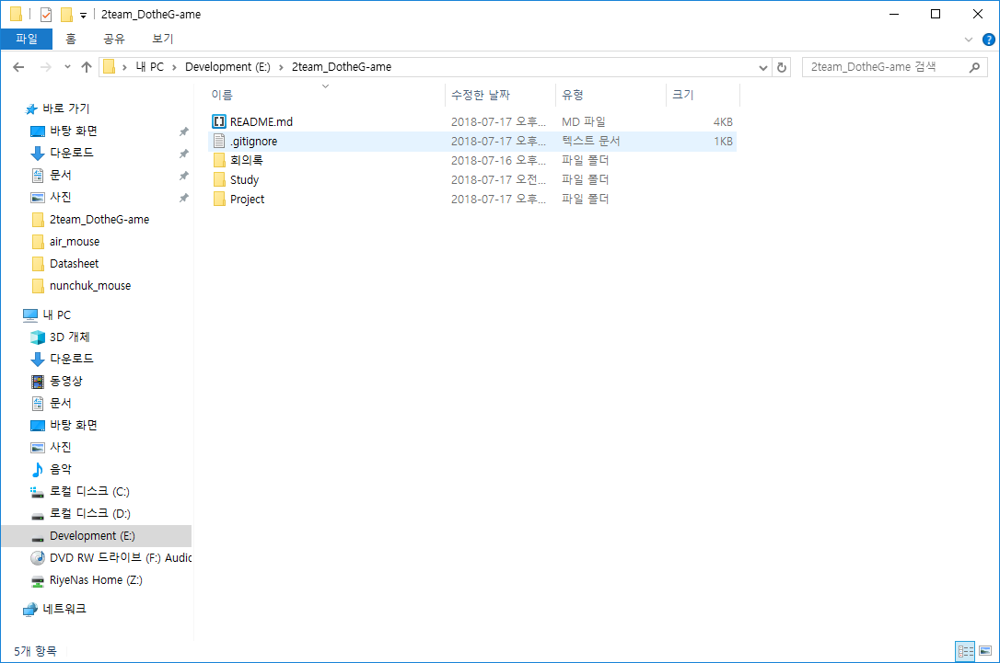 2team_DotheG-ame
파일 홈 공유 보기
내 PC Development (E:) 2team_DotheG-ame 2team_DotheG-ame 검색
이름 수정한 날짜 유형 크기
README.md 2018-07-17 오후... MD 파일 4KB
.gitignore 2018-07-17 오후... 텍스트 문서 1KB
회의록 2018-07-16 오후... 파일 폴더
Study 2018-07-17 오전... 파일 폴더
Project 2018-07-17 오후... 파일 폴더
바로 가기
바탕 화면
다운로드
문서
사진
2team_DotheG-ame
air_mouse
Datasheet
nunchuk_mouse
내 PC
3D 개체
다운로드
동영상
문서
바탕 화면
사진
음악
로컬 디스크 (C:)
로컬 디스크 (D:)
Development (E:)
DVD RW 드라이브 (F:) Audic
RiyeNas Home (Z:)
네트워크
5개 항목